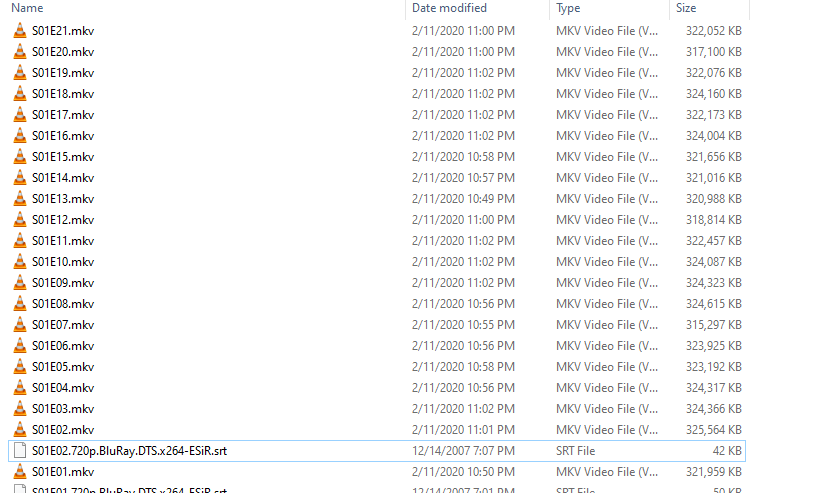 Name Date modified Type Size
S01E21.mkv 2/11/2020 11:00 PM MKV Video File (V... 322,052 KB
S01E20.mkv 2/11/2020 11:00 PM MKV Video File (V... 317,100 KB
S01E19.mkv 2/11/2020 11:02 PM MKV Video File (V... 322,076 KB
S01E18.mkv 2/11/2020 11:02 PM MKV Video File (V... 324,160 KB
S01E17.mkv 2/11/2020 11:02 PM MKV Video File (V... 322,173 KB
S01E16.mkv 2/11/2020 11:02 PM MKV Video File (V... 324,004 KB
S01E15.mkv 2/11/2020 10:58 PM MKV Video File (V... 321,656 KB
S01E14.mkv 2/11/2020 10:57 PM MKV Video File (V... 321,016 KB
S01E13.mkv 2/11/2020 10:49 PM MKV Video File (V... 320,988 KB
S01E12.mkv 2/11/2020 11:00 PM MKV Video File (V... 318,814 KB
S01E11.mkv 2/11/2020 11:02 PM MKV Video File (V... 322,457 KB
S01E10.mkv 2/11/2020 11:02 PM MKV Video File (V... 324,087 KB
S01E09.mkv 2/11/2020 11:02 PM MKV Video File (V... 324,323 KB
S01E08.mkv 2/11/2020 10:56 PM MKV Video File (V... 324,615 KB
S01E07.mkv 2/11/2020 10:55 PM MKV Video File (V... 315,297 KB
S01E06.mkv 2/11/2020 10:56 PM MKV Video File (V... 323,925 KB
S01E05.mkv 2/11/2020 10:58 PM MKV Video File (V... 323,192 KB
S01E04.mkv 2/11/2020 10:56 PM MKV Video File (V... 324,317 KB
S01E03.mkv 2/11/2020 11:02 PM MKV Video File (V... 324,366 KB
S01E02.mkv 2/11/2020 11:01 PM MKV Video File (V... 325,564 KB
S01E02.720p.BluRay.DTS.x264-ESiR.srt 12/14/2007 7:07 PM SRT File 42 KB
S01E01.mkv 2/11/2020 10:50 PM MKV Video File (V... 321,959 KB
S01E01.720p.BluRay.DTS.x264-ESiR.srt 12/14/2007 7:01 PM SRT File 50 KB